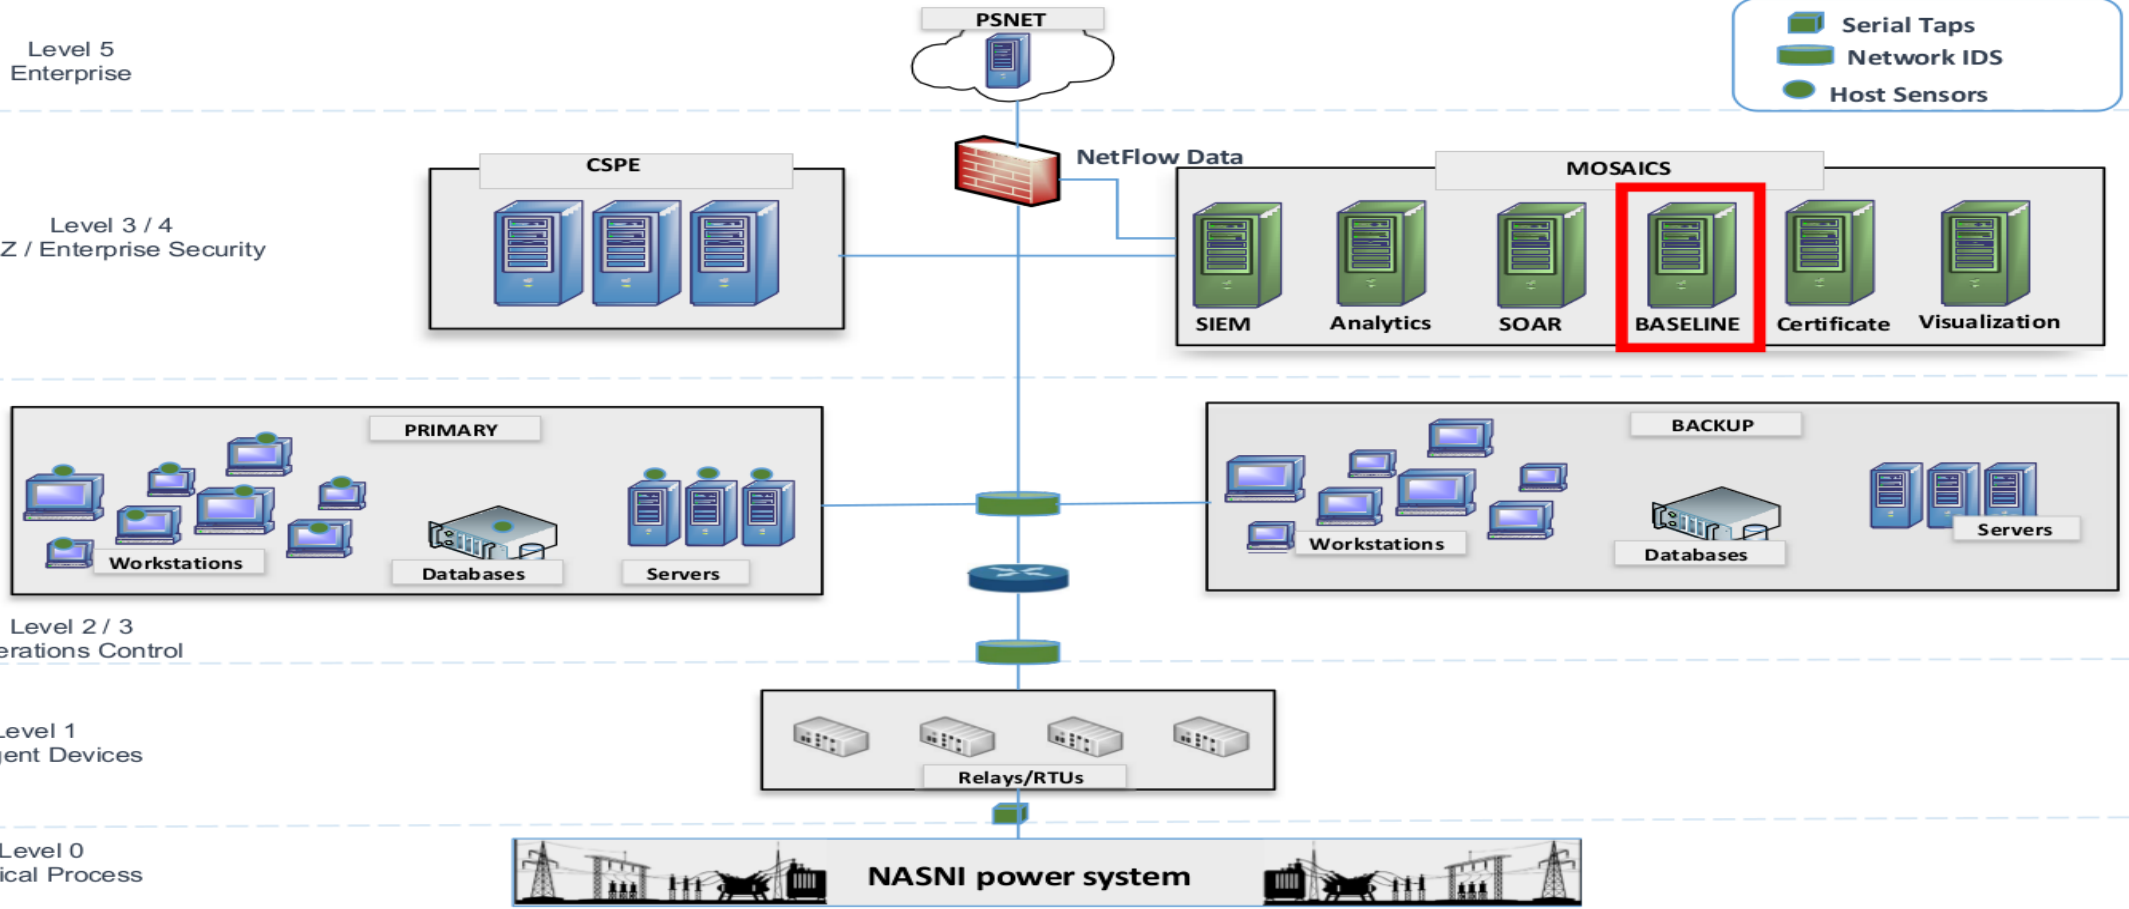 PSNET
Serial Taps
Network IDS
Host Sensors
Level 5
Enterprise
CSPE
NetFlow Data
MOSAICS
Level 3 / 4
Z / Enterprise Security
SIEM
Analytics
SOAR
BASELINE
Certificate
Visualization
PRIMARY
Workstations
Databases
Servers
BACKUP
Workstations
Databases
Servers
Level 2 / 3
erations Control
Level 1
gent Devices
Relays/RTUs
Level 0
ical Process
NASNI power system